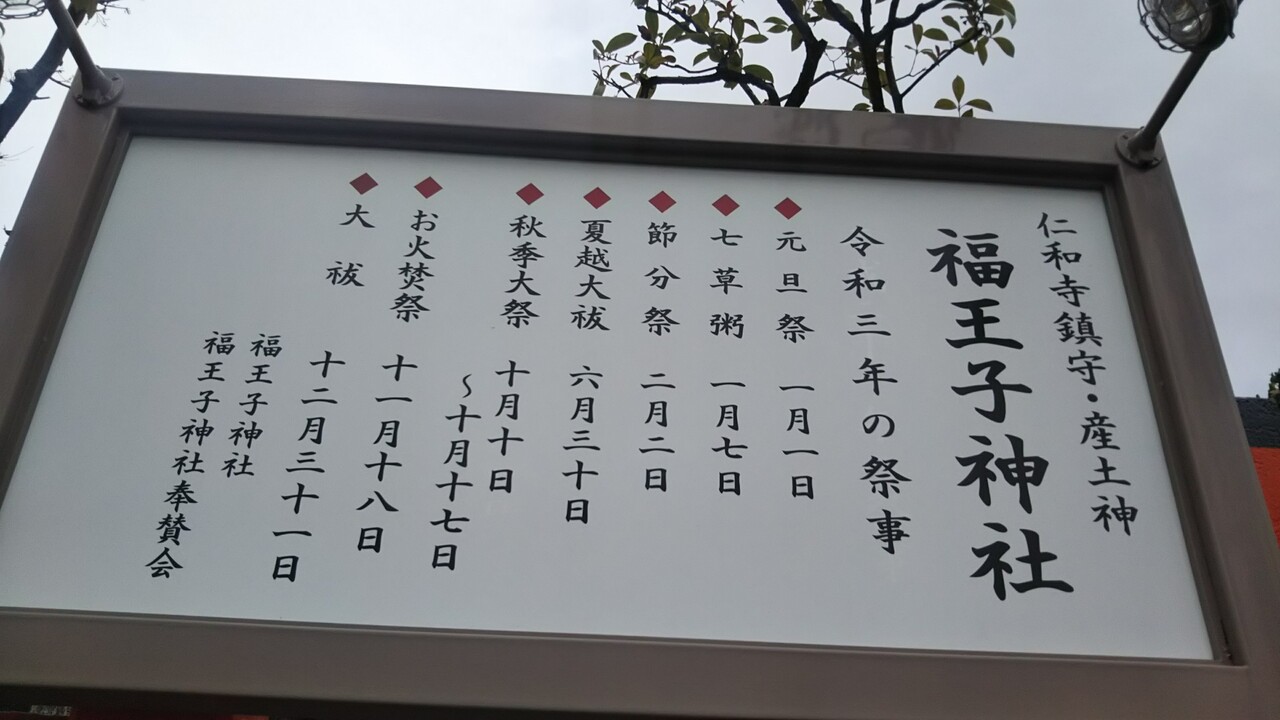 仁和寺鎮守・産土神
福王子神社
令和三年の祭事
◆元旦祭 一月一日
◆七草粥 一月七日
◆節分祭 二月二日
◆夏越大祓 六月三十日
◆秋季大祭 十月十日
～十月十七日
◆お火焚祭 十一月十八日
◆大祓 十二月三十一日
福王子神社
福王子神社奉賛会